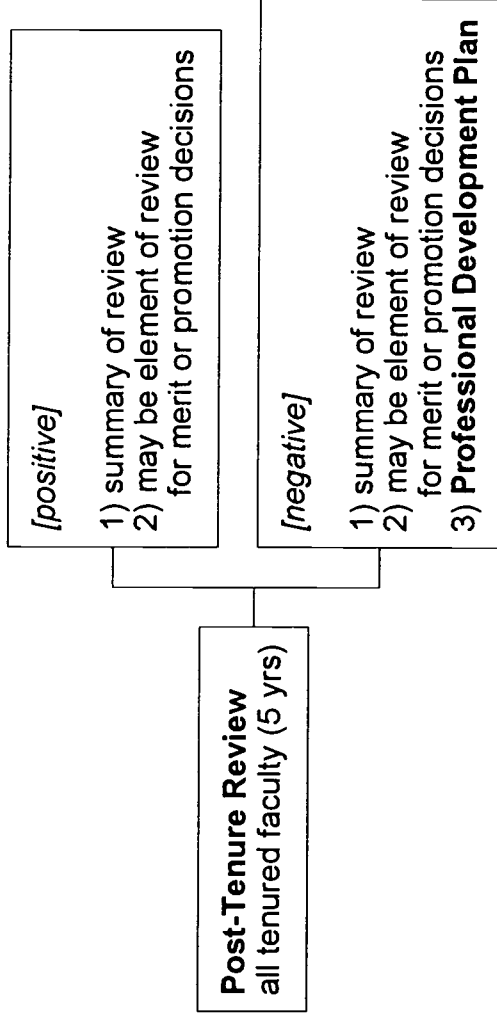 Post-Tenure Review
all tenured faculty (5 yrs)
[positive]
1) summary of review
2) may be element of review
for merit or promotion decisions
[negative]
1) summary of review
2) may be element of review
for merit or promotion decisions
3) Professional Development Plan